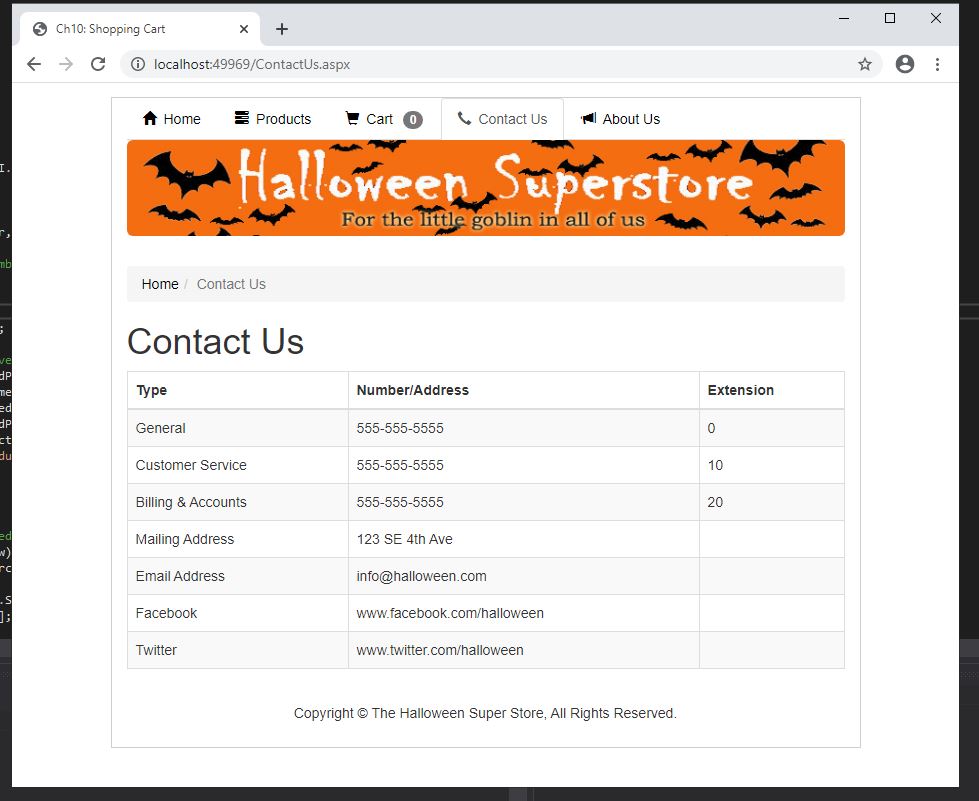 Ch10: Shopping Cart
localhost:49969/ContactUs.aspx
Home Products Cart 0 Contact Us About Us
Halloween Superstore
For the little goblin in all of us
Home / Contact Us
Contact Us
Type Number/Address Extension
General 555-555-5555 0
Customer Service 555-555-5555 10
Billing & Accounts 555-555-5555 20
Mailing Address 123 SE 4th Ave
Email Address info@halloween.com
Facebook www.facebook.com/halloween
Twitter www.twitter.com/halloween
Copyright © The Halloween Super Store, All Rights Reserved.